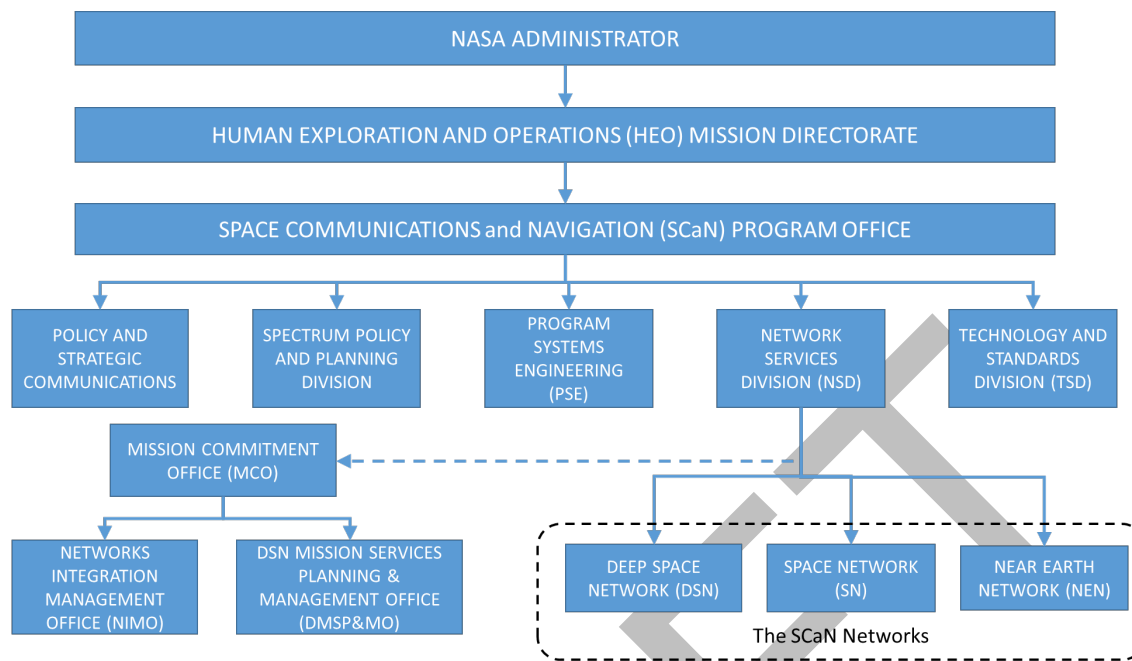 NASA ADMINISTRATOR
HUMAN EXPLORATION AND OPERATIONS (HEO) MISSION DIRECTORATE
SPACE COMMUNICATIONS and NAVIGATION (SCaN) PROGRAM OFFICE
POLICY AND
STRATEGIC
COMMUNICATIONS
SPECTRUM POLICY
AND PLANNING
DIVISION
PROGRAM
SYSTEMS
ENGINEERING
(PSE)
NETWORK
SERVICES
DIVISION (NSD)
TECHNOLOGY AND
STANDARDS
DIVISION (TSD)
MISSION COMMITMENT
OFFICE (MCO)
NETWORKS
INTEGRATION
MANAGEMENT
OFFICE (NIMO)
DSN MISSION SERVICES
PLANNING &
MANAGEMENT OFFICE
(DMSP&MO)
DEEP SPACE
NETWORK (DSN)
SPACE NETWORK
(SN)
NEAR EARTH
NETWORK (NEN)
The SCaN Networks